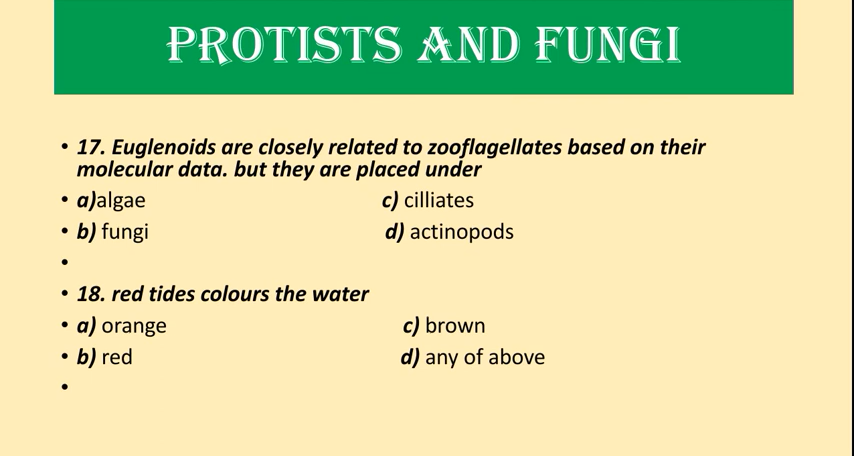 PROTISTS AND FUNGI
• 17. Euglenoids are closely related to zooflagellates based on their
molecular data. but they are placed under
• a)algae c) cilliates
• b) fungi d) actinopods
•
• 18. red tides colours the water
• a) orange c) brown
• b) red d) any of above
•